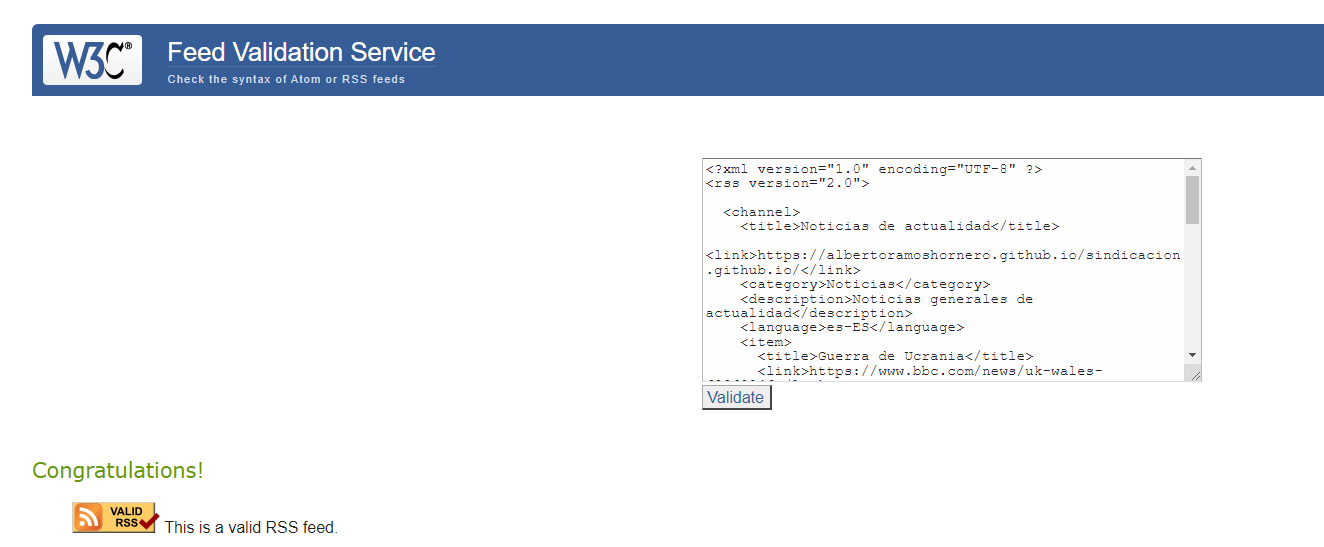 W3C®
Feed Validation Service
Check the syntax of Atom or RSS feeds
<?xml version="1.0" encoding="UTF-8" ?>
<rss version="2.0">
<channel>
<title>Noticias de actualidad</title>
<link>https://albertoramoshornero.github.io/sindicacion
.github.io/</link>
<category>Noticias</category>
<description>Noticias generales de
actualidad</description>
<language>es-ES</language>
<item>
<title>Guerra de Ucrania</title>
<link>https://www.bbc.com/news/uk-wales-
Validate
Congratulations!
VALID
RSS
This is a valid RSS feed.